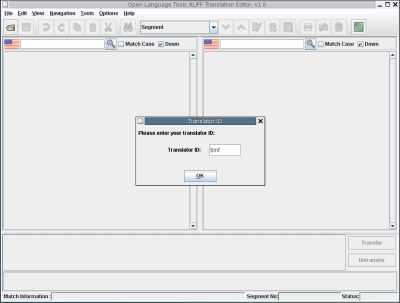 Open Language Tools XLIFF Translation Editor. v1.0
File Edit View Navigation Tools Options Help
Segment
Match Case Down Match Case Down
Translator ID
Please enter your translator ID:
Translator ID: timf
OK
Transfer
Untransfer
Match Information: Segment No: Status: